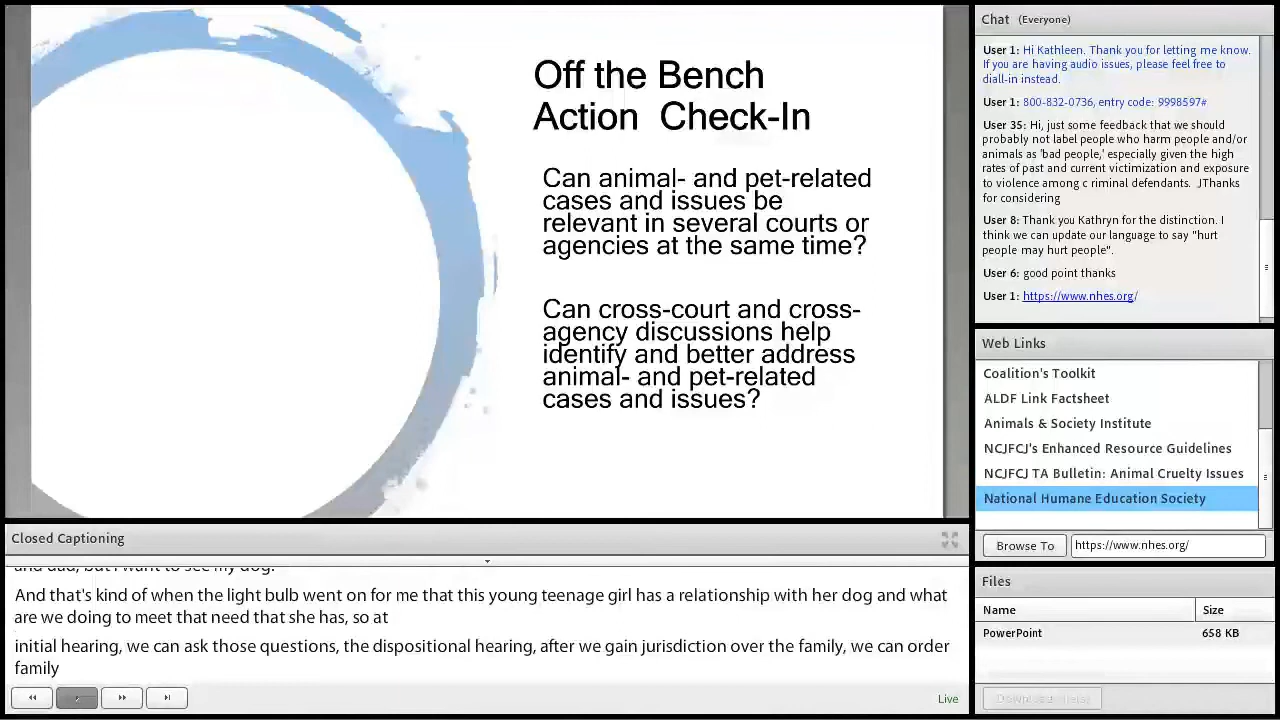 Off the Bench
Action Check-In
Can animal- and pet-related
cases and issues be
relevant in several courts or
agencies at the same time?
Can cross-court and cross-
agency discussions help
identify and better address
animal- and pet-related
cases and issues?
Closed Captioning
and dad, but I want to see my dog.
And that's kind of when the light bulb went on for me that this young teenage girl has a relationship with her dog and what
are we doing to meet that need that she has, so at
initial hearing, we can ask those questions, the dispositional hearing, after we gain jurisdiction over the family, we can order
family
Live
Chat (Everyone)
User 1: Hi Kathleen. Thank you for letting me know.
If you are having audio issues, please feel free to
diall-in instead.
User 1: 800-832-0736, entry code: 9998597#
User 35: Hi, just some feedback that we should
probably not label people who harm people and/or
animals as 'bad people,' especially given the high
rates of past and current victimization and exposure
to violence among c riminal defendants. .JThanks
for considering
User 8: Thank you Kathryn for the distinction. I
think we can update our language to say "hurt
people may hurt people".
User 6: good point thanks
User 1: https://www.nhes.org/
Web Links
Coalition's Toolkit
ALDF Link Factsheet
Animals & Society Institute
NCJFCJ's Enhanced Resource Guidelines
NCJFCJ TA Bulletin: Animal Cruelty Issues
National Humane Education Society
Browse To https://www.nhes.org/
Files
Name Size
PowerPoint 658 KB